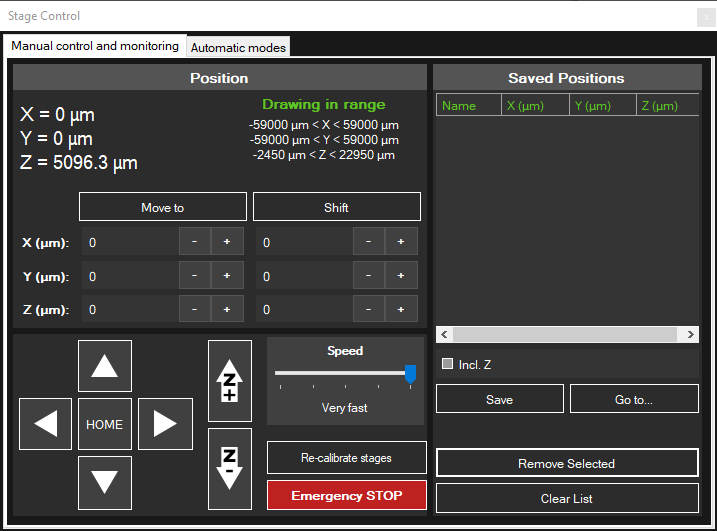 Stage Control
x
Manual control and monitoring
Automatic modes
Position
X = 0 µm
Y = 0 µm
Z = 5096.3 µm
Drawing in range
-59000 µm < X < 59000 µm
-59000 µm < Y < 59000 µm
-2450 µm < Z < 22950 µm
Move to
Shift
X (µm): 0 - + 0 - +
Y (µm): 0 - + 0 - +
Z (µm): 0 - + 0 - +
HOME
Z+
Z-
Speed
Very fast
Re-calibrate stages
Emergency STOP
Saved Positions
Name X (µm) Y (µm) Z (µm)
Incl. Z
Save
Go to...
Remove Selected
Clear List